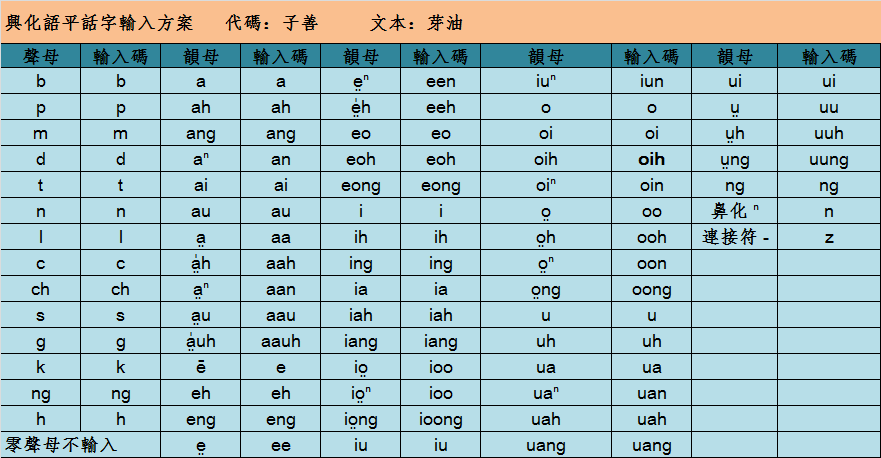 興化語平話字輸入方案 代碼：子善 文本：芽油
聲母 輸入碼 韻母 輸入碼 韻母 輸入碼 韻母 輸入碼 韻母 輸入碼
b b a a e̤ⁿ een iuⁿ iun ui ui
p p ah ah e̤̍h eeh o o ṳ uu
m m ang ang eo eo oi oi ṳh uuh
d d aⁿ an eoh eoh oih oih ṳng uung
t t ai ai eong eong oiⁿ oin ng ng
n n au au i i o̤ oo 鼻化 ⁿ n
l l a̤ aa ih ih o̤h ooh 連接符 - z
c c a̤̍h aah ing ing o̤ⁿ oon
ch ch a̤ⁿ aan ia ia o̤ng oong
s s a̤u aau iah iah u u
g g a̤̍uh aauh iang iang uh uh
k k ē e io̤ ioo ua ua
ng ng eh eh io̤ⁿ ioo uaⁿ uan
h h eng eng io̤ng ioong uah uah
零聲母不輸入 e̤ ee iu iu uang uang